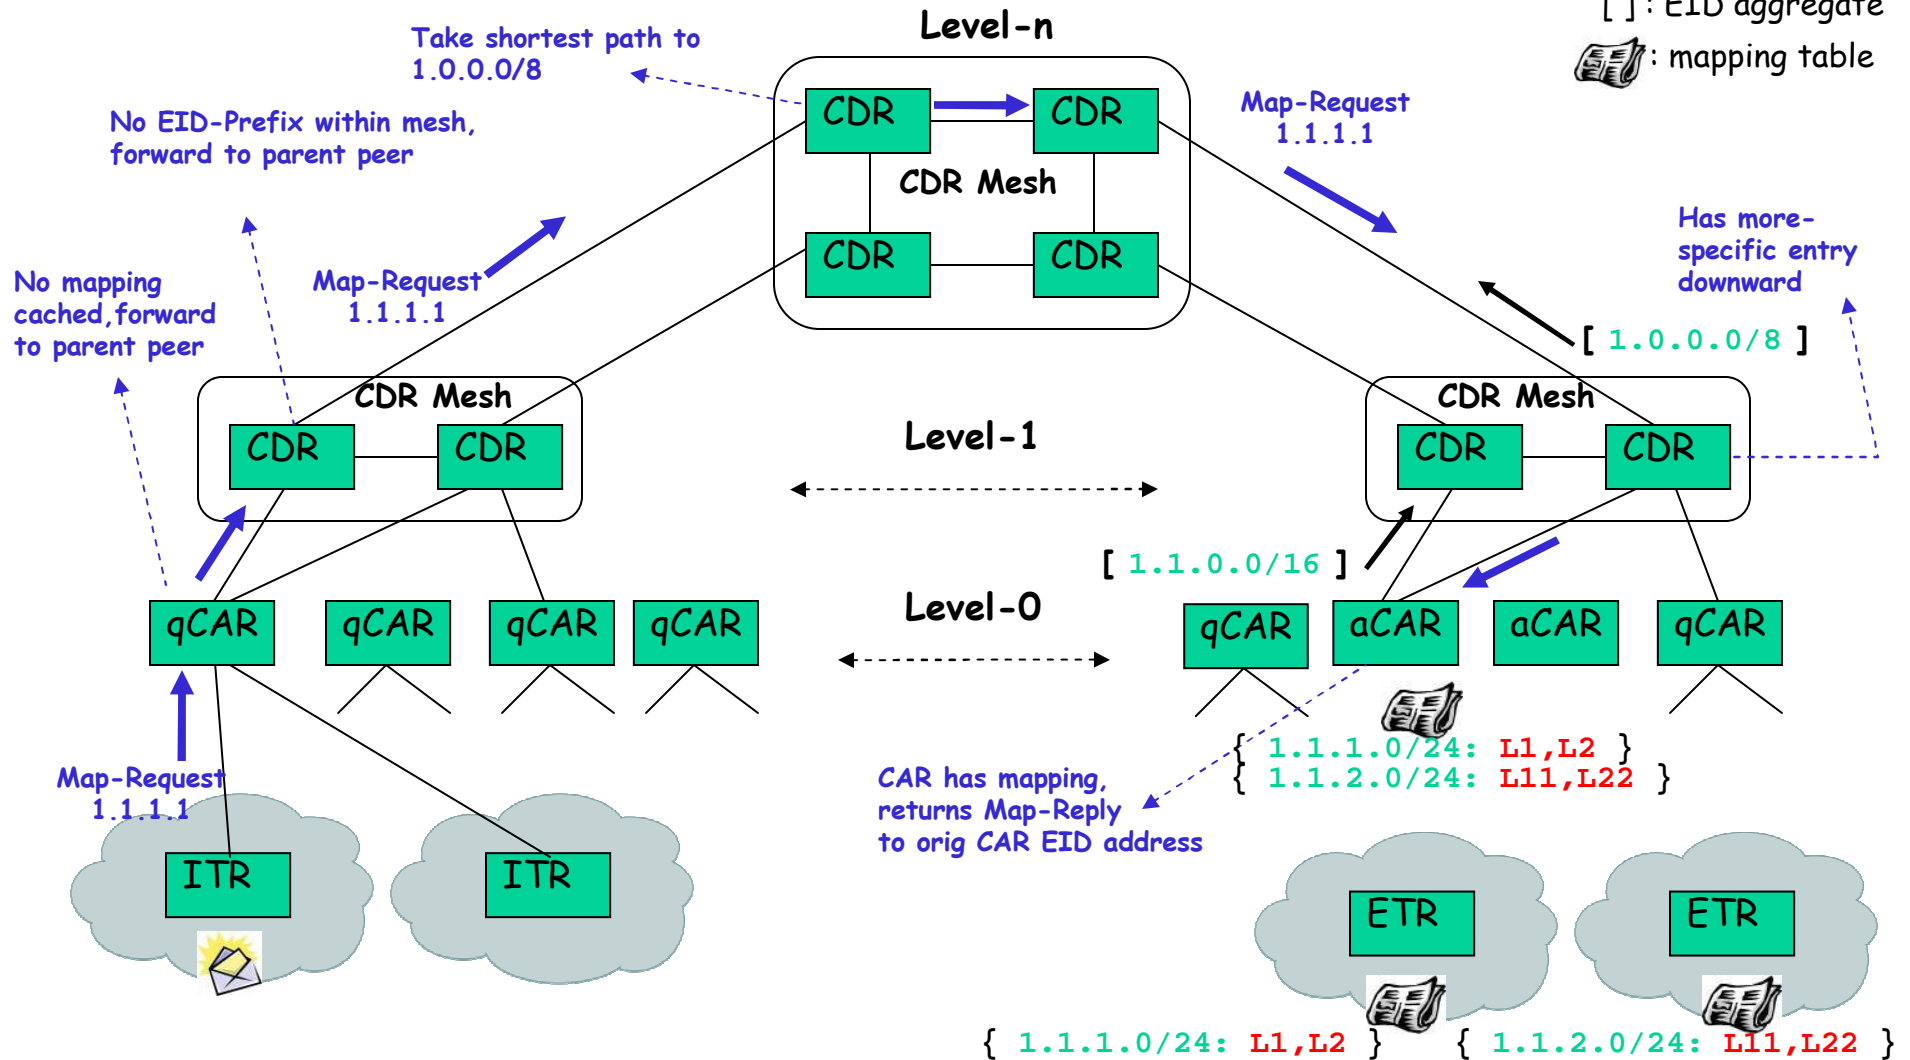 [ ] : EID aggregate
: mapping table
Level-n
Take shortest path to
1.0.0.0/8
No EID-Prefix within mesh,
forward to parent peer
CDR
CDR
CDR Mesh
CDR
CDR
Map-Request
1.1.1.1
Map-Request
1.1.1.1
Has more-
specific entry
downward
No mapping
cached,forward
to parent peer
[ 1.0.0.0/8 ]
CDR Mesh
CDR
CDR
Level-1
CDR Mesh
CDR
CDR
[ 1.1.0.0/16 ]
Level-0
qCAR
qCAR
qCAR
qCAR
qCAR
aCAR
aCAR
qCAR
Map-Request
1.1.1.1
{ 1.1.1.0/24: L1,L2 }
{ 1.1.2.0/24: L11,L22 }
CAR has mapping,
returns Map-Reply
to orig CAR EID address
ITR
ITR
ETR
ETR
{ 1.1.1.0/24: L1,L2 }
{ 1.1.2.0/24: L11,L22 }